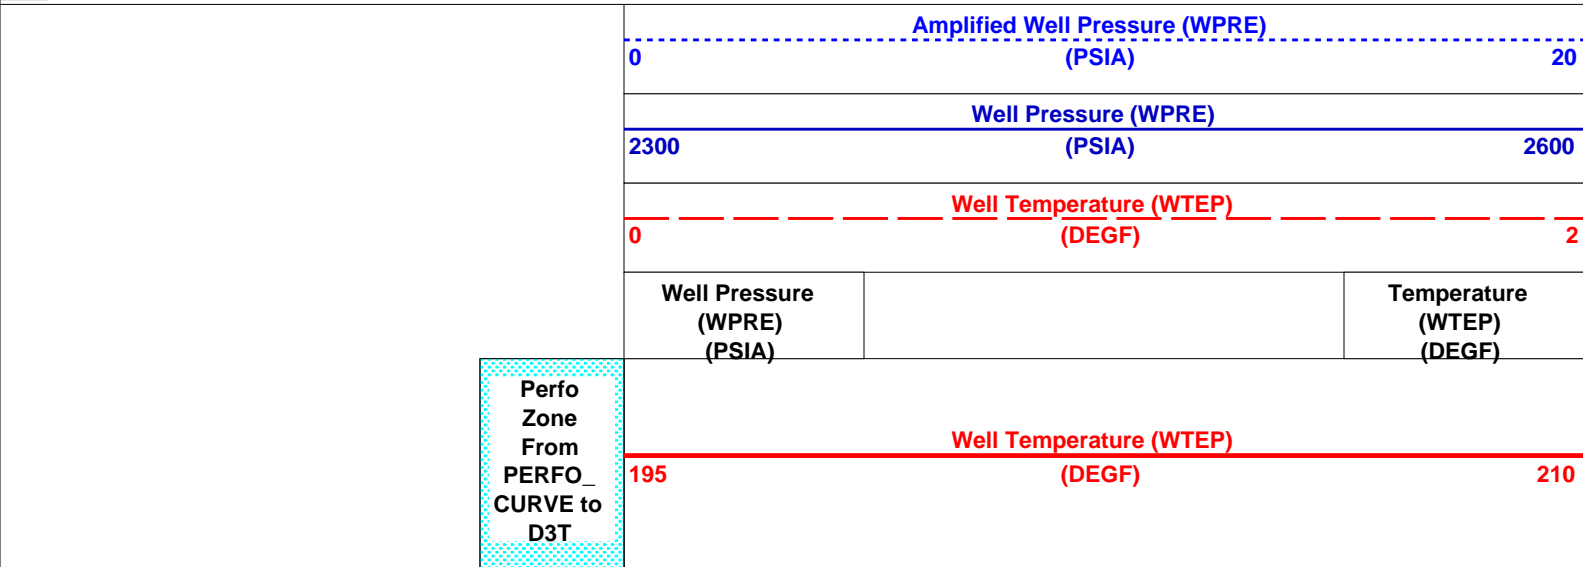 Amplified Well Pressure (WPRE)
0 (PSIA) 20
Well Pressure (WPRE)
2300 (PSIA) 2600
Well Temperature (WTEP)
0 (DEGF) 2
Well Pressure
(WPRE)
(PSIA)
Temperature
(WTEP)
(DEGF)
Perfo
Zone
From
PERFO_
CURVE to
D3T
Well Temperature (WTEP)
195 (DEGF) 210